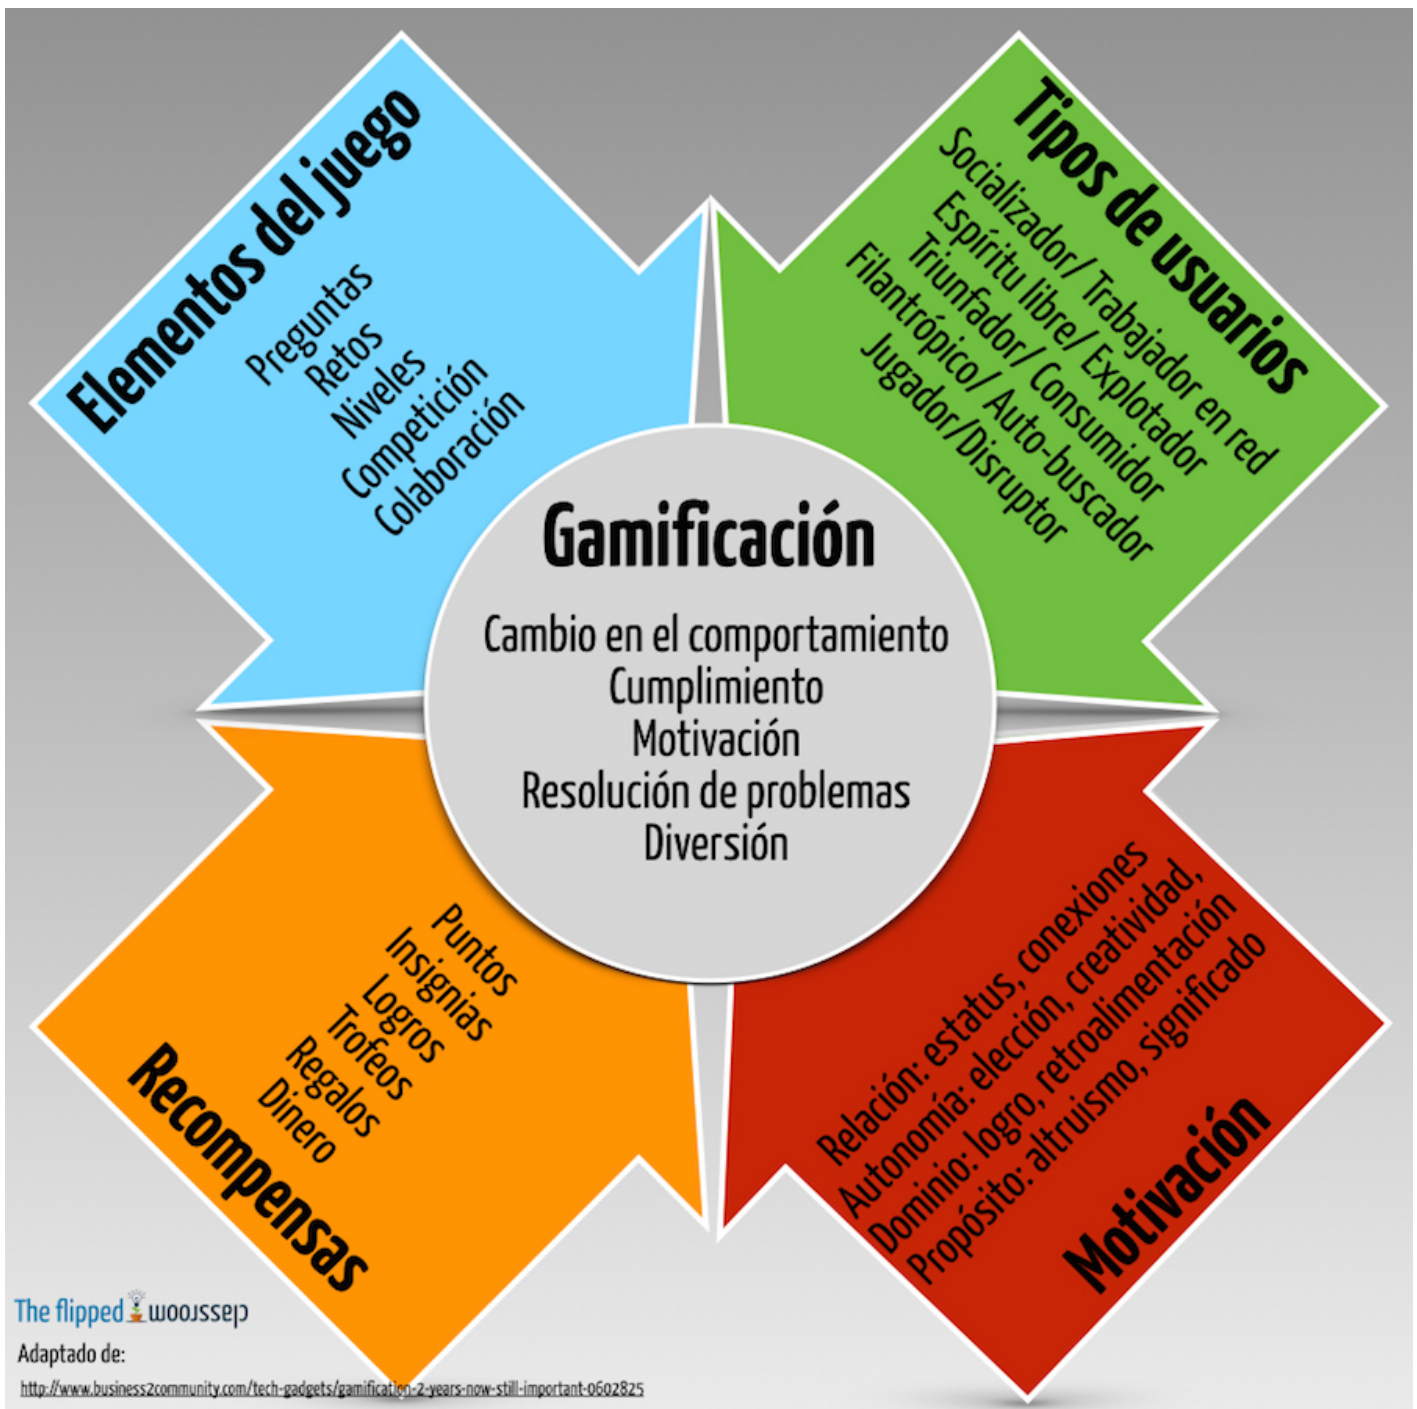 Elementos del juego
Preguntas
Retos
Niveles
Competición
Colaboración
Tipos de usuarios
Socializador/ Trabajador en red
Espíritu libre/ Explotador
Triunfador/ Consumidor
Filantrópico/ Auto-buscador
Jugador/Disruptor
Gamificación
Cambio en el comportamiento
Cumplimiento
Motivación
Resolución de problemas
Diversión
Puntos
Insignias
Logros
Trofeos
Regalos
Dinero
Recompensas
Relación: estatus, conexiones
Autonomía: elección, creatividad,
Dominio: logro, retroalimentación
Propósito: altruismo, significado
Motivación
The flipped classroom
Adaptado de:
http://www.business2community.com/tech-gadgets/gamification-2-years-now-still-important-0602825